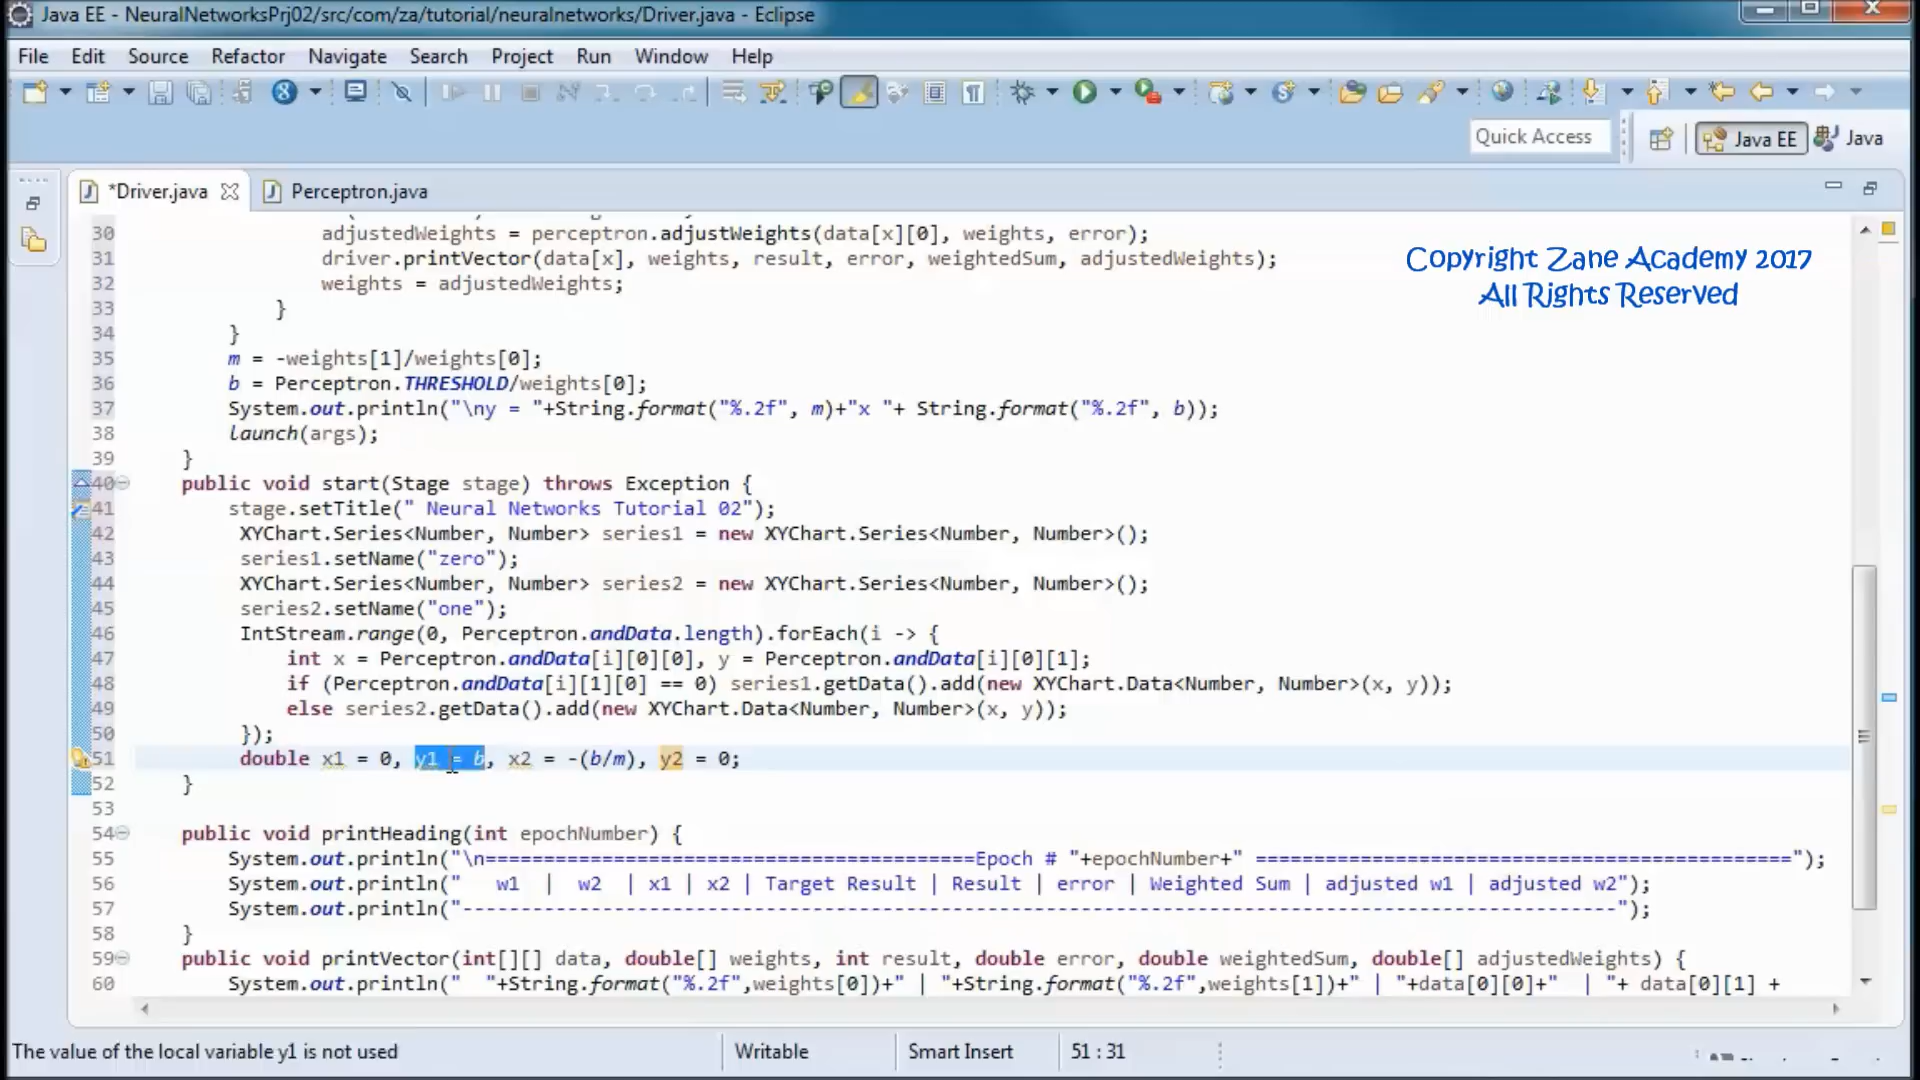 Java EE - NeuralNetworksPrj02/src/com/za/tutorial/neuralnetworks/Driver.java - Eclipse
File Edit Source Refactor Navigate Search Project Run Window Help
Quick Access
Java EE
Java
*Driver.java
Perceptron.java
Copyright Zane Academy 2017
All Rights Reserved
30 adjustedWeights = perceptron.adjustWeights(data[x][0], weights, error);
31 driver.printVector(data[x], weights, result, error, weightedSum, adjustedWeights);
32 weights = adjustedWeights;
33 }
34 }
35 m = -weights[1]/weights[0];
36 b = Perceptron.THRESHOLD/weights[0];
37 System.out.println("\ny = "+String.format("%.2f", m)+"x "+ String.format("%.2f", b));
38 launch(args);
39 }
40 public void start(Stage stage) throws Exception {
41 stage.setTitle(" Neural Networks Tutorial 02");
42 XYChart.Series<Number, Number> series1 = new XYChart.Series<Number, Number>();
43 series1.setName("zero");
44 XYChart.Series<Number, Number> series2 = new XYChart.Series<Number, Number>();
45 series2.setName("one");
46 IntStream.range(0, Perceptron.andData.length).forEach(i -> {
47 int x = Perceptron.andData[i][0][0], y = Perceptron.andData[i][0][1];
48 if (Perceptron.andData[i][1][0] == 0) series1.getData().add(new XYChart.Data<Number, Number>(x, y));
49 else series2.getData().add(new XYChart.Data<Number, Number>(x, y));
50 });
51 double x1 = 0, y1 = b, x2 = -(b/m), y2 = 0;
52 }
53
54 public void printHeading(int epochNumber) {
55 System.out.println("\n==========================================Epoch # "+epochNumber+" ==============================================");
56 System.out.println("   w1  |  w2  | x1 | x2 | Target Result | Result | error | Weighted Sum | adjusted w1 | adjusted w2");
57 System.out.println("---------------------------------------------------------------------------------------------------");
58 }
59 public void printVector(int[][] data, double[] weights, int result, double error, double weightedSum, double[] adjustedWeights) {
60 System.out.println("  "+String.format("%.2f",weights[0])+" | "+String.format("%.2f",weights[1])+" | "+data[0][0]+"  | "+ data[0][1] +
The value of the local variable y1 is not used
Writable
Smart Insert
51 : 31